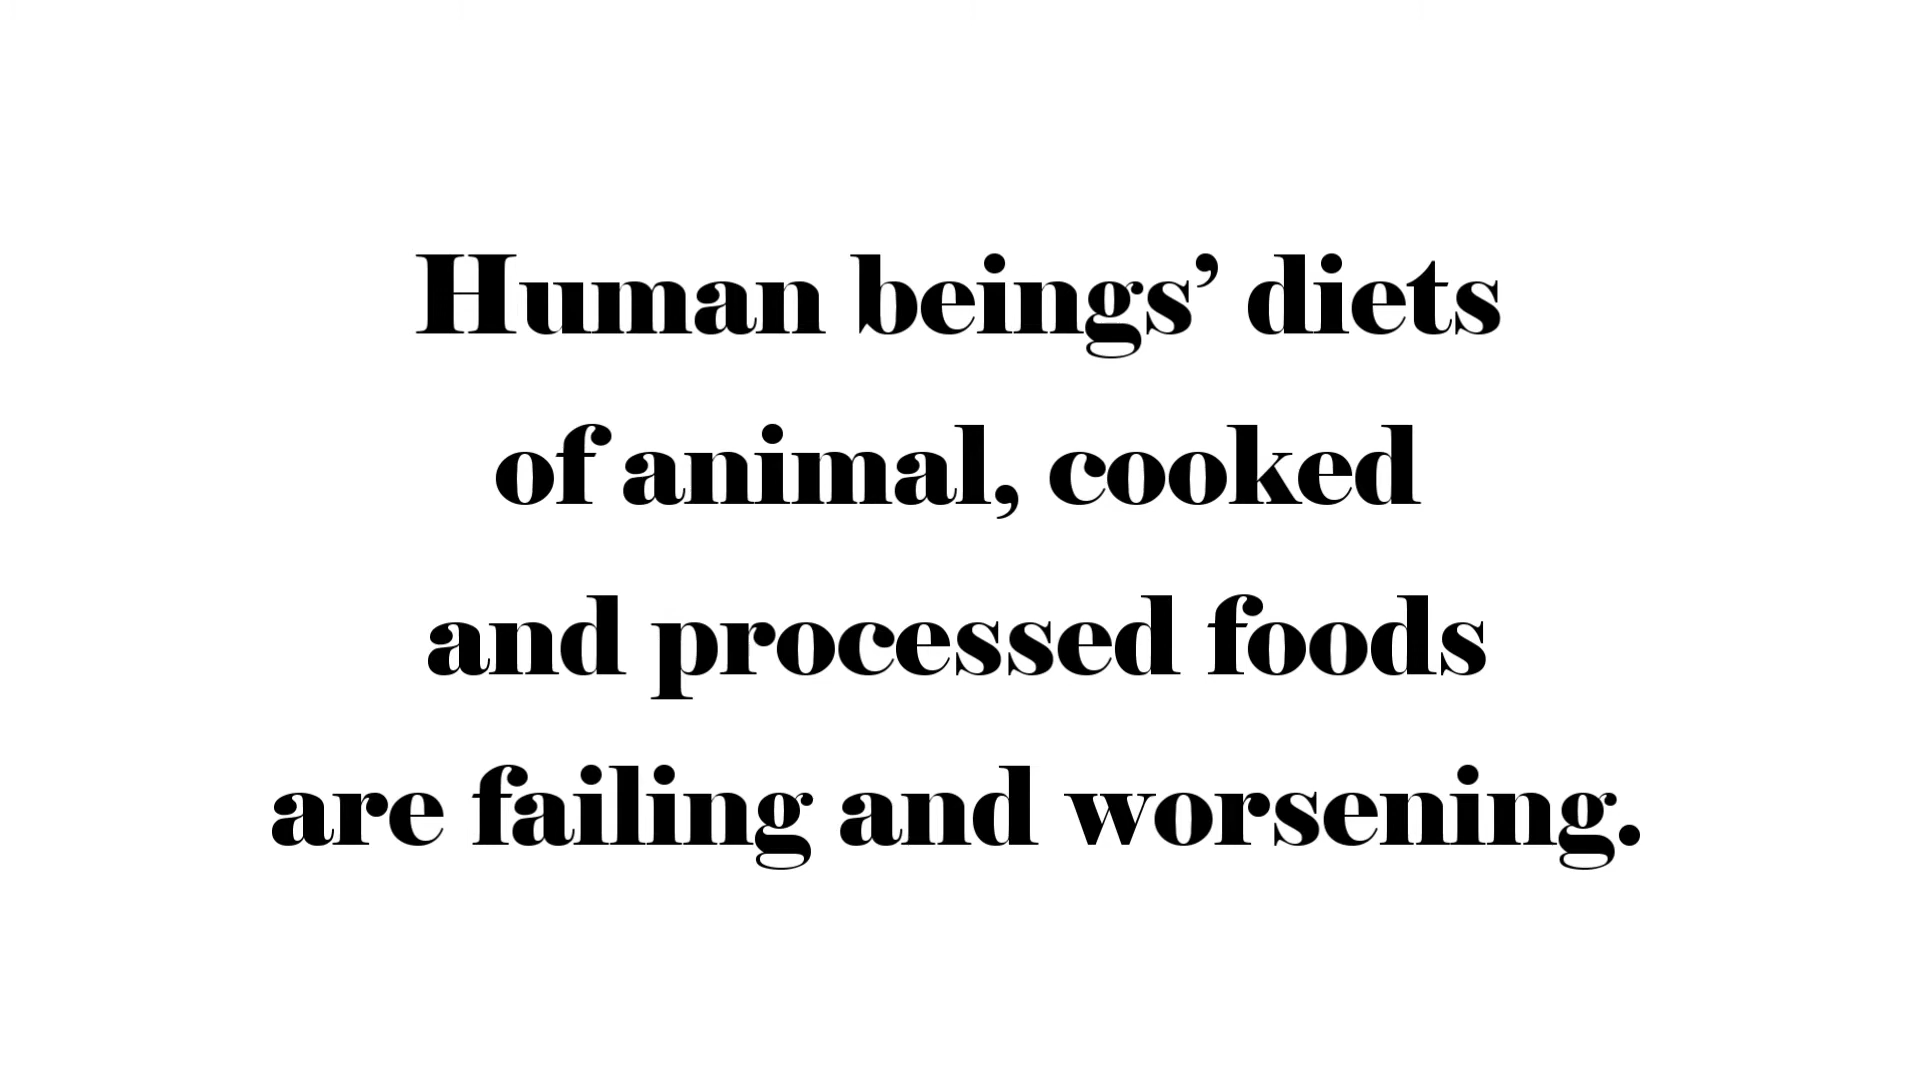 Human beings’ diets
of animal, cooked
and processed foods
are failing and worsening.